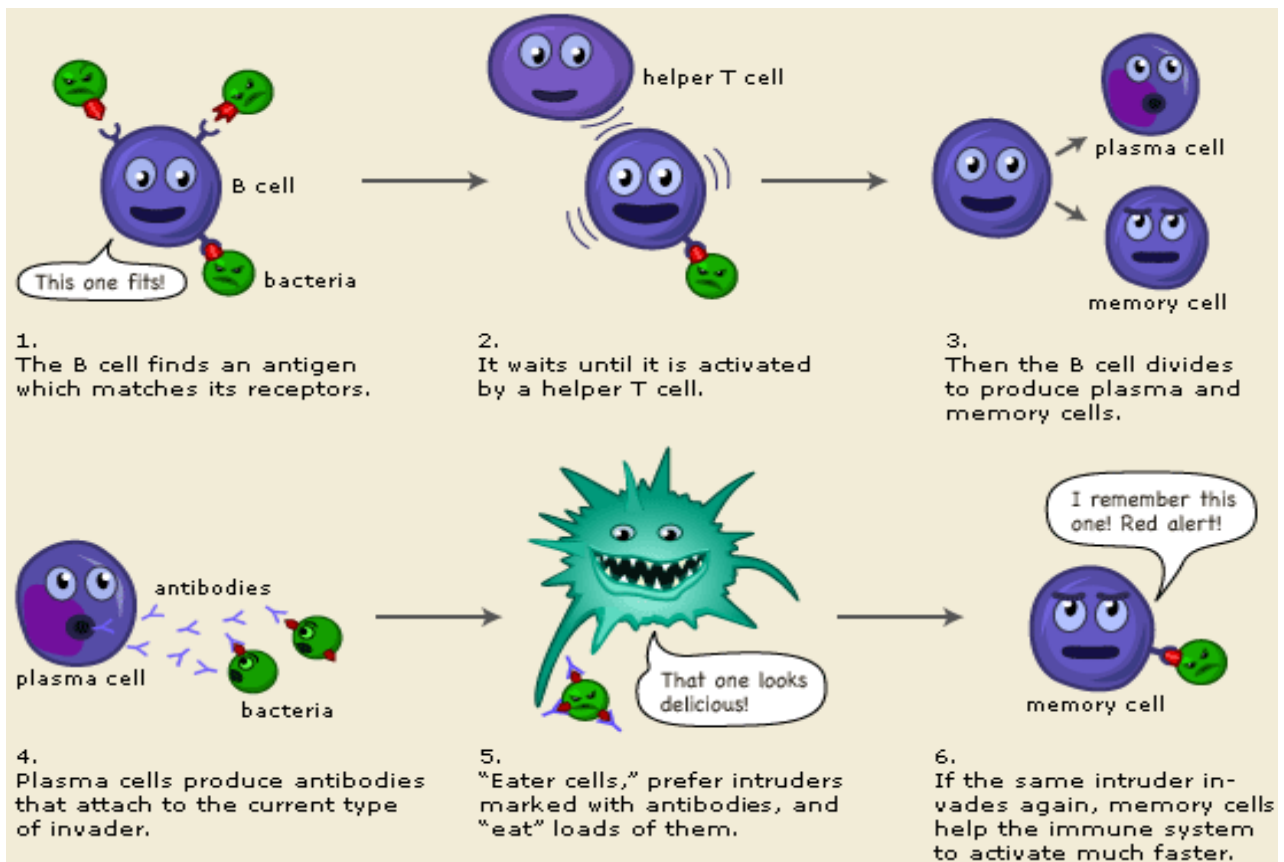 helper T cell
B cell
This one fits!
bacteria
plasma cell
memory cell
1.
The B cell finds an antigen
which matches its receptors.
2.
It waits until it is activated
by a helper T cell.
3.
Then the B cell divides
to produce plasma and
memory cells.
antibodies
plasma cell
bacteria
That one looks
delicious!
I remember this
one! Red alert!
memory cell
4.
Plasma cells produce antibodies
that attach to the current type
of invader.
5.
“Eater cells,” prefer intruders
marked with antibodies, and
“eat” loads of them.
6.
If the same intruder in-
vades again, memory cells
help the immune system
to activate much faster.